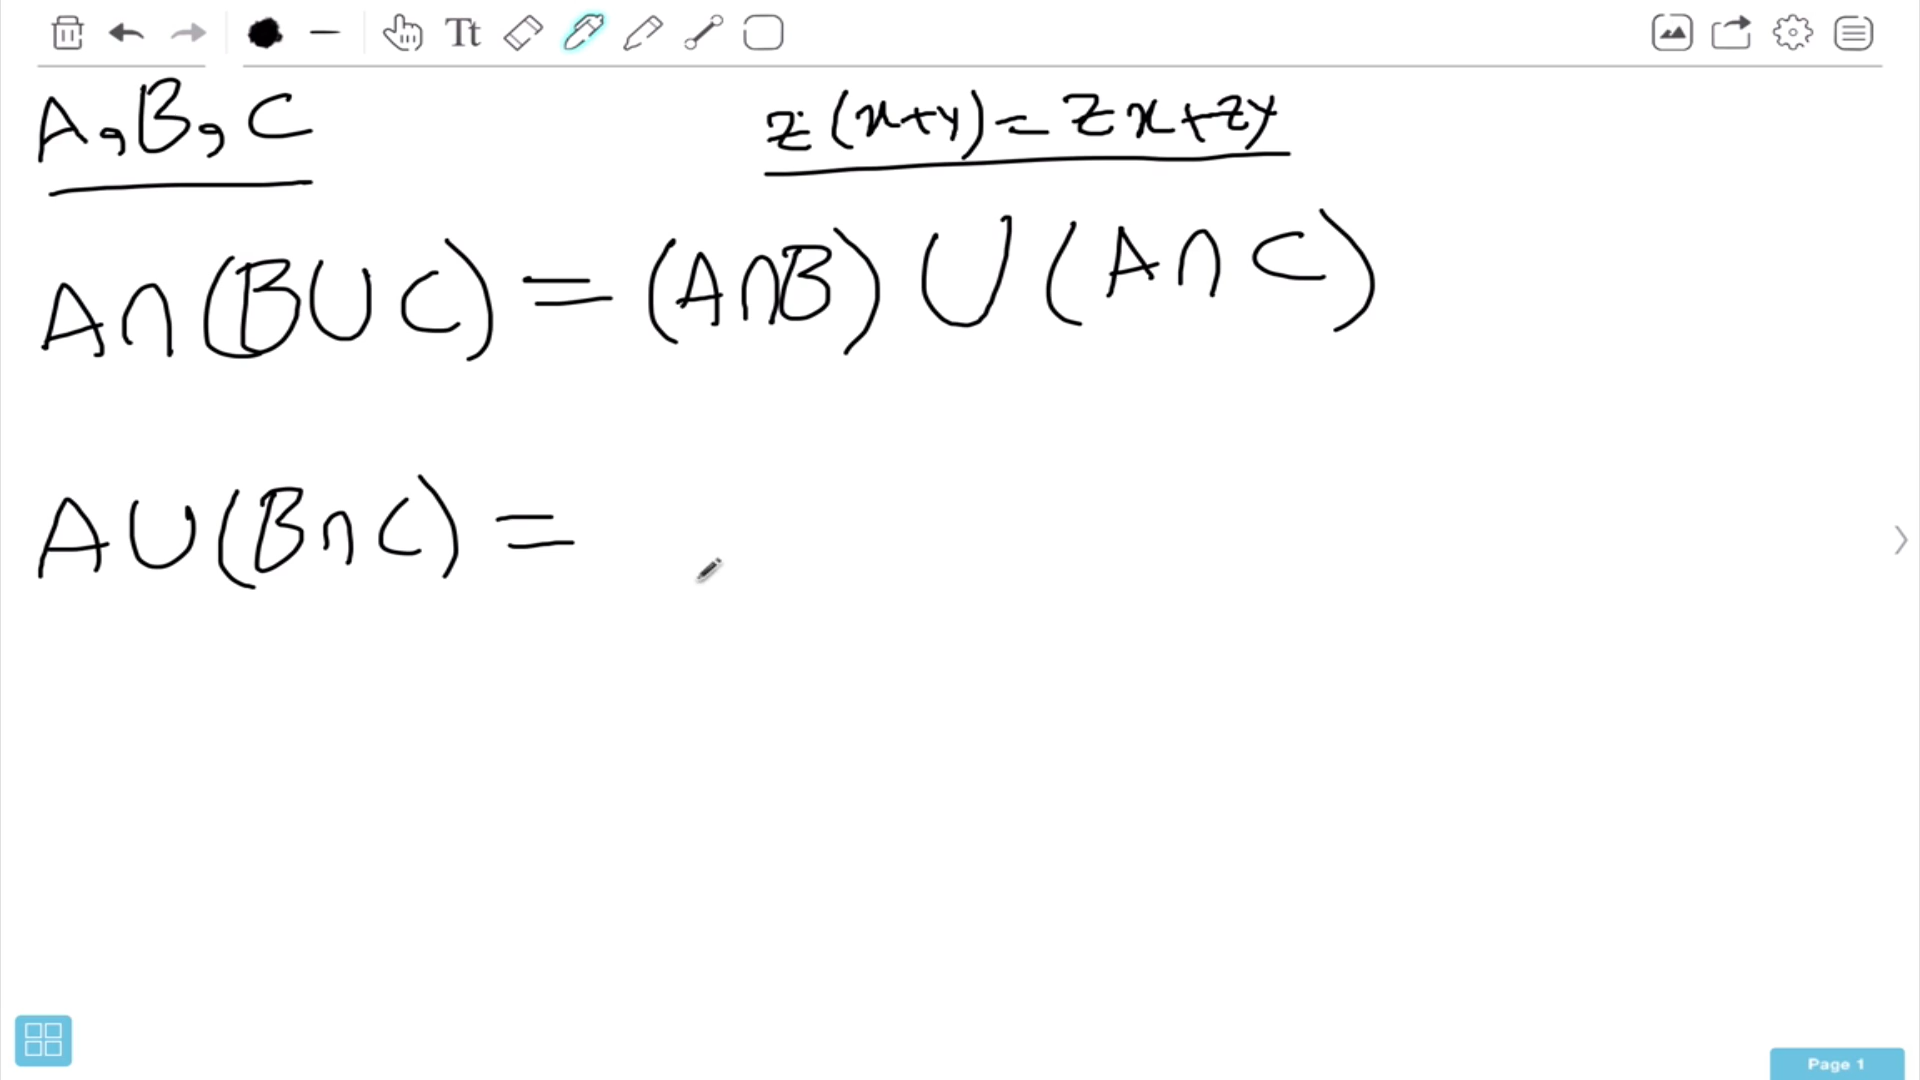 Tt
A,B,C
z(x+y)=zx+zy
A∩(B∪C)=(A∩B)∪(A∩C)
A∪(B∩C)=
Page 1